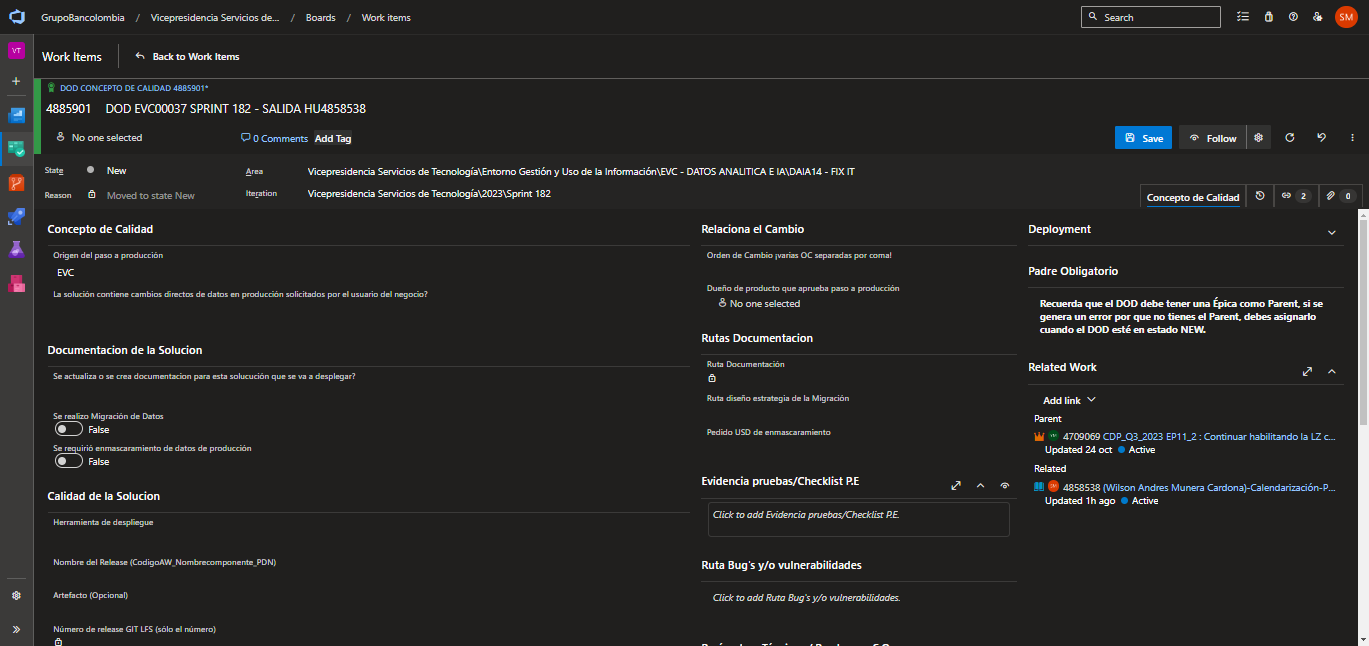 GrupoBancolombia / Vicepresidencia Servicios de... / Boards / Work items
Search
SM
VT
Work Items
Back to Work Items
DOD CONCEPTO DE CALIDAD 4885901*
4885901 DOD EVC00037 SPRINT 182 - SALIDA HU4858538
No one selected
0 Comments
Add Tag
Save
Follow
State
New
Area
Vicepresidencia Servicios de Tecnología\Entorno Gestión y Uso de la Información\EVC - DATOS ANALITICA E IA\DAIA14 - FIX IT
Reason
Moved to state New
Iteration
Vicepresidencia Servicios de Tecnología\2023\Sprint 182
Concepto de Calidad
2
0
Concepto de Calidad
Origen del paso a producción
EVC
La solución contiene cambios directos de datos en producción solicitados por el usuario del negocio?
Documentacion de la Solucion
Se actualiza o se crea documentacion para esta solucución que se va a desplegar?
Se realizo Migración de Datos
False
Se requirió enmascaramiento de datos de producción
False
Calidad de la Solucion
Herramienta de despliegue
Nombre del Release (CodigoAW_Nombrecomponente_PDN)
Artefacto (Opcional)
Número de release GIT LFS (sólo el número)
Relaciona el Cambio
Orden de Cambio ¡varias OC separadas por coma!
Dueño de producto que aprueba paso a producción
No one selected
Rutas Documentacion
Ruta Documentación
Ruta diseño estrategia de la Migración
Pedido USD de enmascaramiento
Evidencia pruebas/Checklist P.E
Click to add Evidencia pruebas/Checklist P.E.
Ruta Bug's y/o vulnerabilidades
Click to add Ruta Bug's y/o vulnerabilidades.
Deployment
Padre Obligatorio
Recuerda que el DOD debe tener una Épica como Parent, si se
genera un error por que no tienes el Parent, debes asignarlo
cuando el DOD esté en estado NEW.
Related Work
Add link
Parent
4709069 CDP_Q3_2023 EP11_2 : Continuar habilitando la LZ c...
Updated 24 oct Active
Related
SM 4858538 (Wilson Andres Munera Cardona)-Calendarización-P...
Updated 1h ago Active